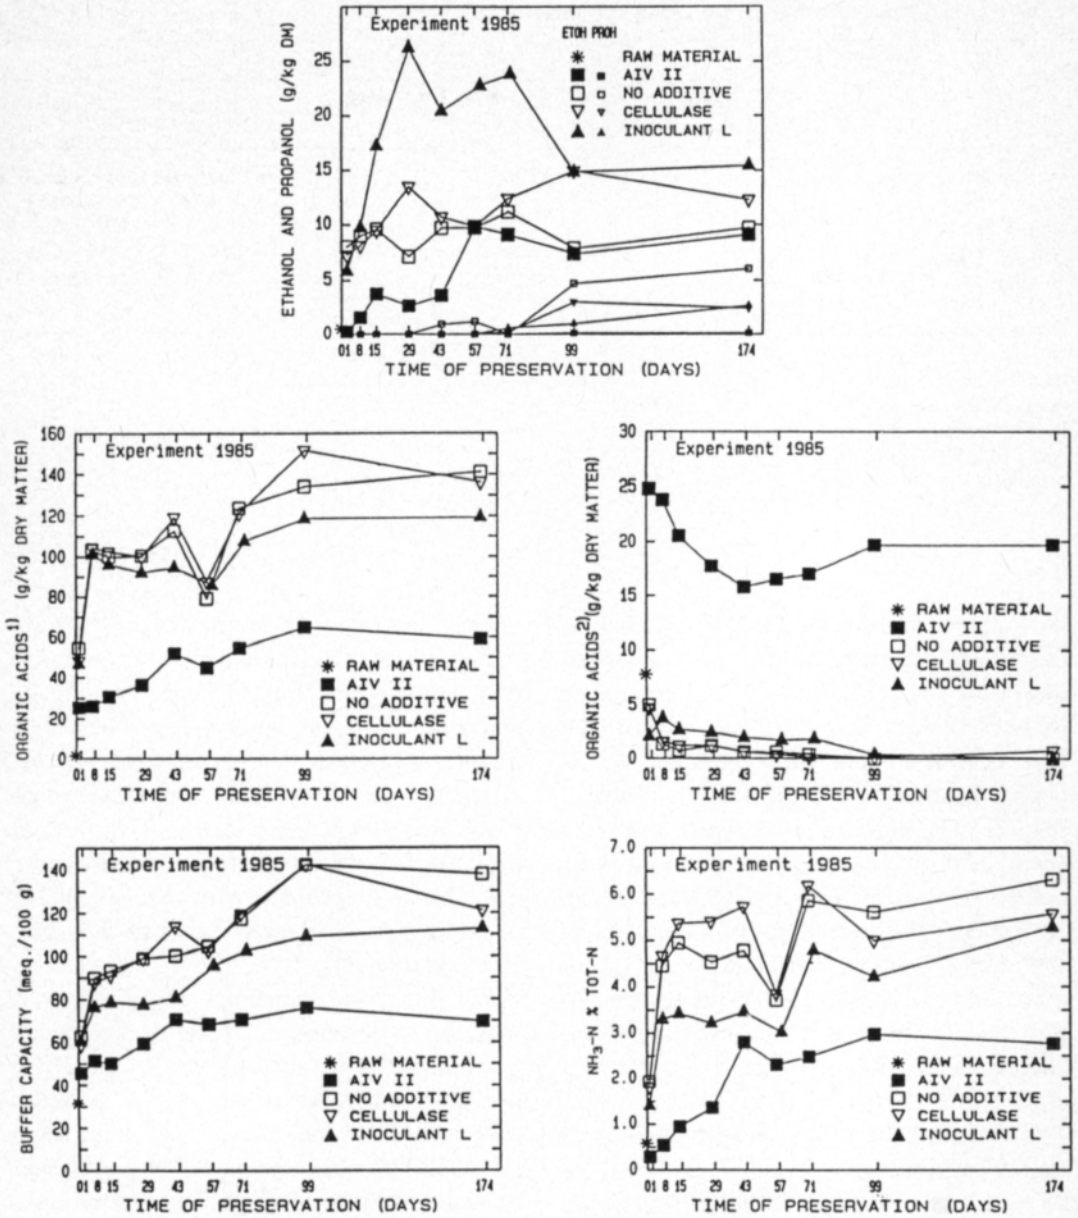 Experiment 1985
ETHANOL AND PROPANOL (g/kg DM)
25
20
15
10
5
0
ETOH PROH
RAW MATERIAL
AIV II
NO ADDITIVE
CELLULASE
INOCULANT L
01 8 15 29 43 57 71 99 174
TIME OF PRESERVATION (DAYS)
Experiment 1985
ORGANIC ACIDS1) (g/kg DRY MATTER)
160
140
120
100
80
60
40
20
0
RAW MATERIAL
AIV II
NO ADDITIVE
CELLULASE
INOCULANT L
01 8 15 29 43 57 71 99 174
TIME OF PRESERVATION (DAYS)
Experiment 1985
ORGANIC ACIDS2)(g/kg DRY MATTER)
30
25
20
15
10
5
0
RAW MATERIAL
AIV II
NO ADDITIVE
CELLULASE
INOCULANT L
01 8 15 29 43 57 71 99 174
TIME OF PRESERVATION (DAYS)
Experiment 1985
BUFFER CAPACITY (meq./100 g)
140
120
100
80
60
40
20
0
RAW MATERIAL
AIV II
NO ADDITIVE
CELLULASE
INOCULANT L
01 8 15 29 43 57 71 99 174
TIME OF PRESERVATION (DAYS)
Experiment 1985
NH3-N % TOT-N
7.0
6.0
5.0
4.0
3.0
2.0
1.0
0
RAW MATERIAL
AIV II
NO ADDITIVE
CELLULASE
INOCULANT L
01 8 15 29 43 57 71 99 174
TIME OF PRESERVATION (DAYS)